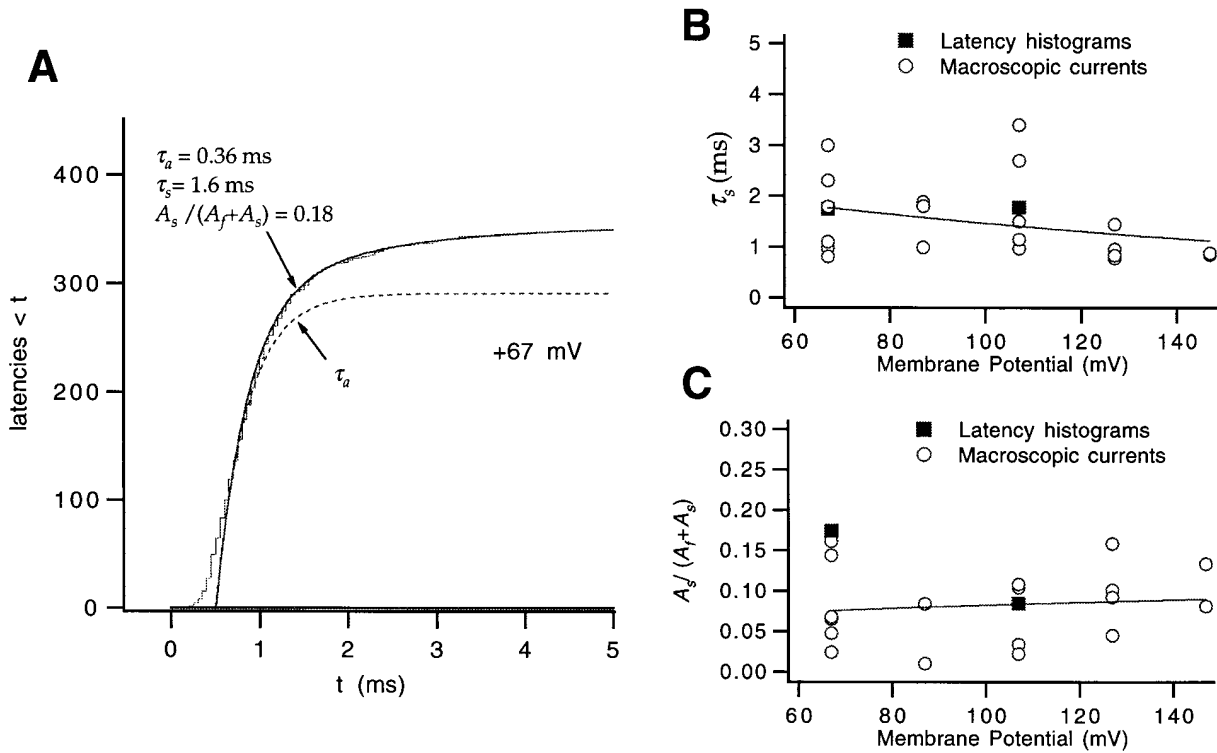 A
τa = 0.36 ms
τs= 1.6 ms
As /(Af+As) = 0.18
τa
+67 mV
latencies < t
400
300
200
100
0
0 1 2 3 4 5
t (ms)
B
Latency histograms
Macroscopic currents
τs (ms)
5
4
3
2
1
0
60 80 100 120 140
Membrane Potential (mV)
C
Latency histograms
Macroscopic currents
As/ (Af+As)
0.30
0.25
0.20
0.15
0.10
0.05
0.00
60 80 100 120 140
Membrane Potential (mV)